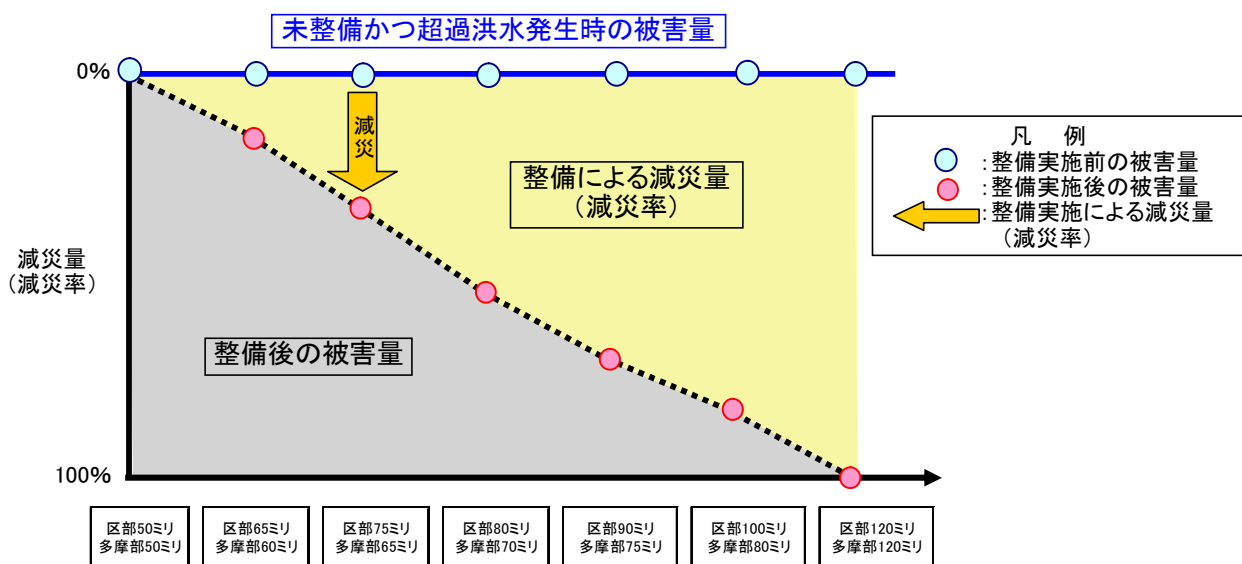 未整備かつ超過洪水発生時の被害量
0%
減災
整備による減災量
(減災率)
凡 例
:整備実施前の被害量
:整備実施後の被害量
:整備実施による減災量
(減災率)
減災量
(減災率)
整備後の被害量
100%
区部50ミリ
多摩部50ミリ
区部65ミリ
多摩部60ミリ
区部75ミリ
多摩部65ミリ
区部80ミリ
多摩部70ミリ
区部90ミリ
多摩部75ミリ
区部100ミリ
多摩部80ミリ
区部120ミリ
多摩部120ミリ